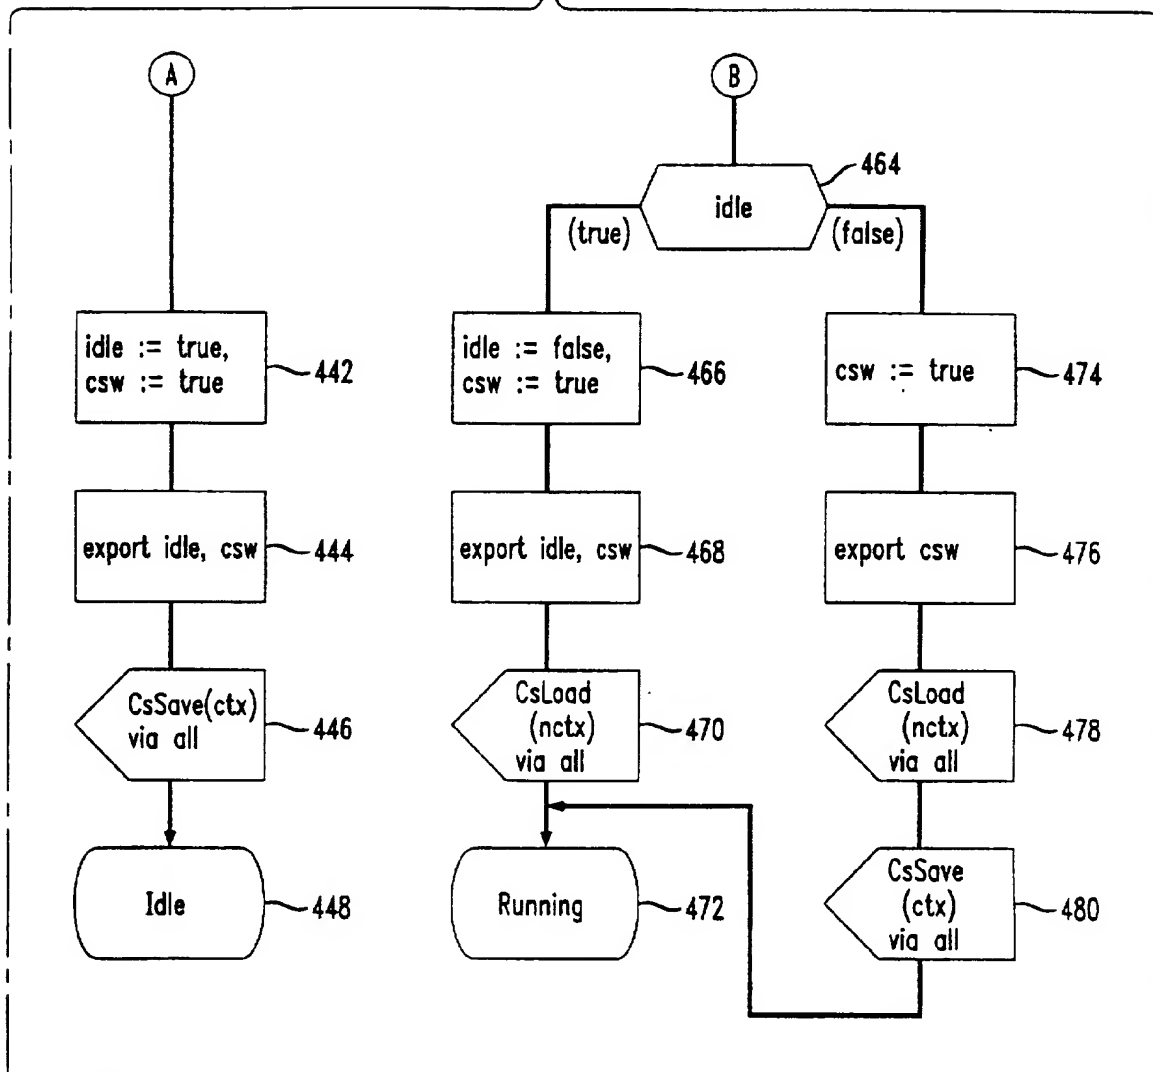 A
B
464
idle
(true)
(false)
idle := true,
csw := true
442
idle := false,
csw := true
466
csw := true
474
export idle, csw
444
export idle, csw
468
export csw
476
CsSave(ctx)
via all
446
CsLoad
(nctx)
via all
470
CsLoad
(nctx)
via all
478
Idle
448
Running
472
CsSave
(ctx)
via all
480